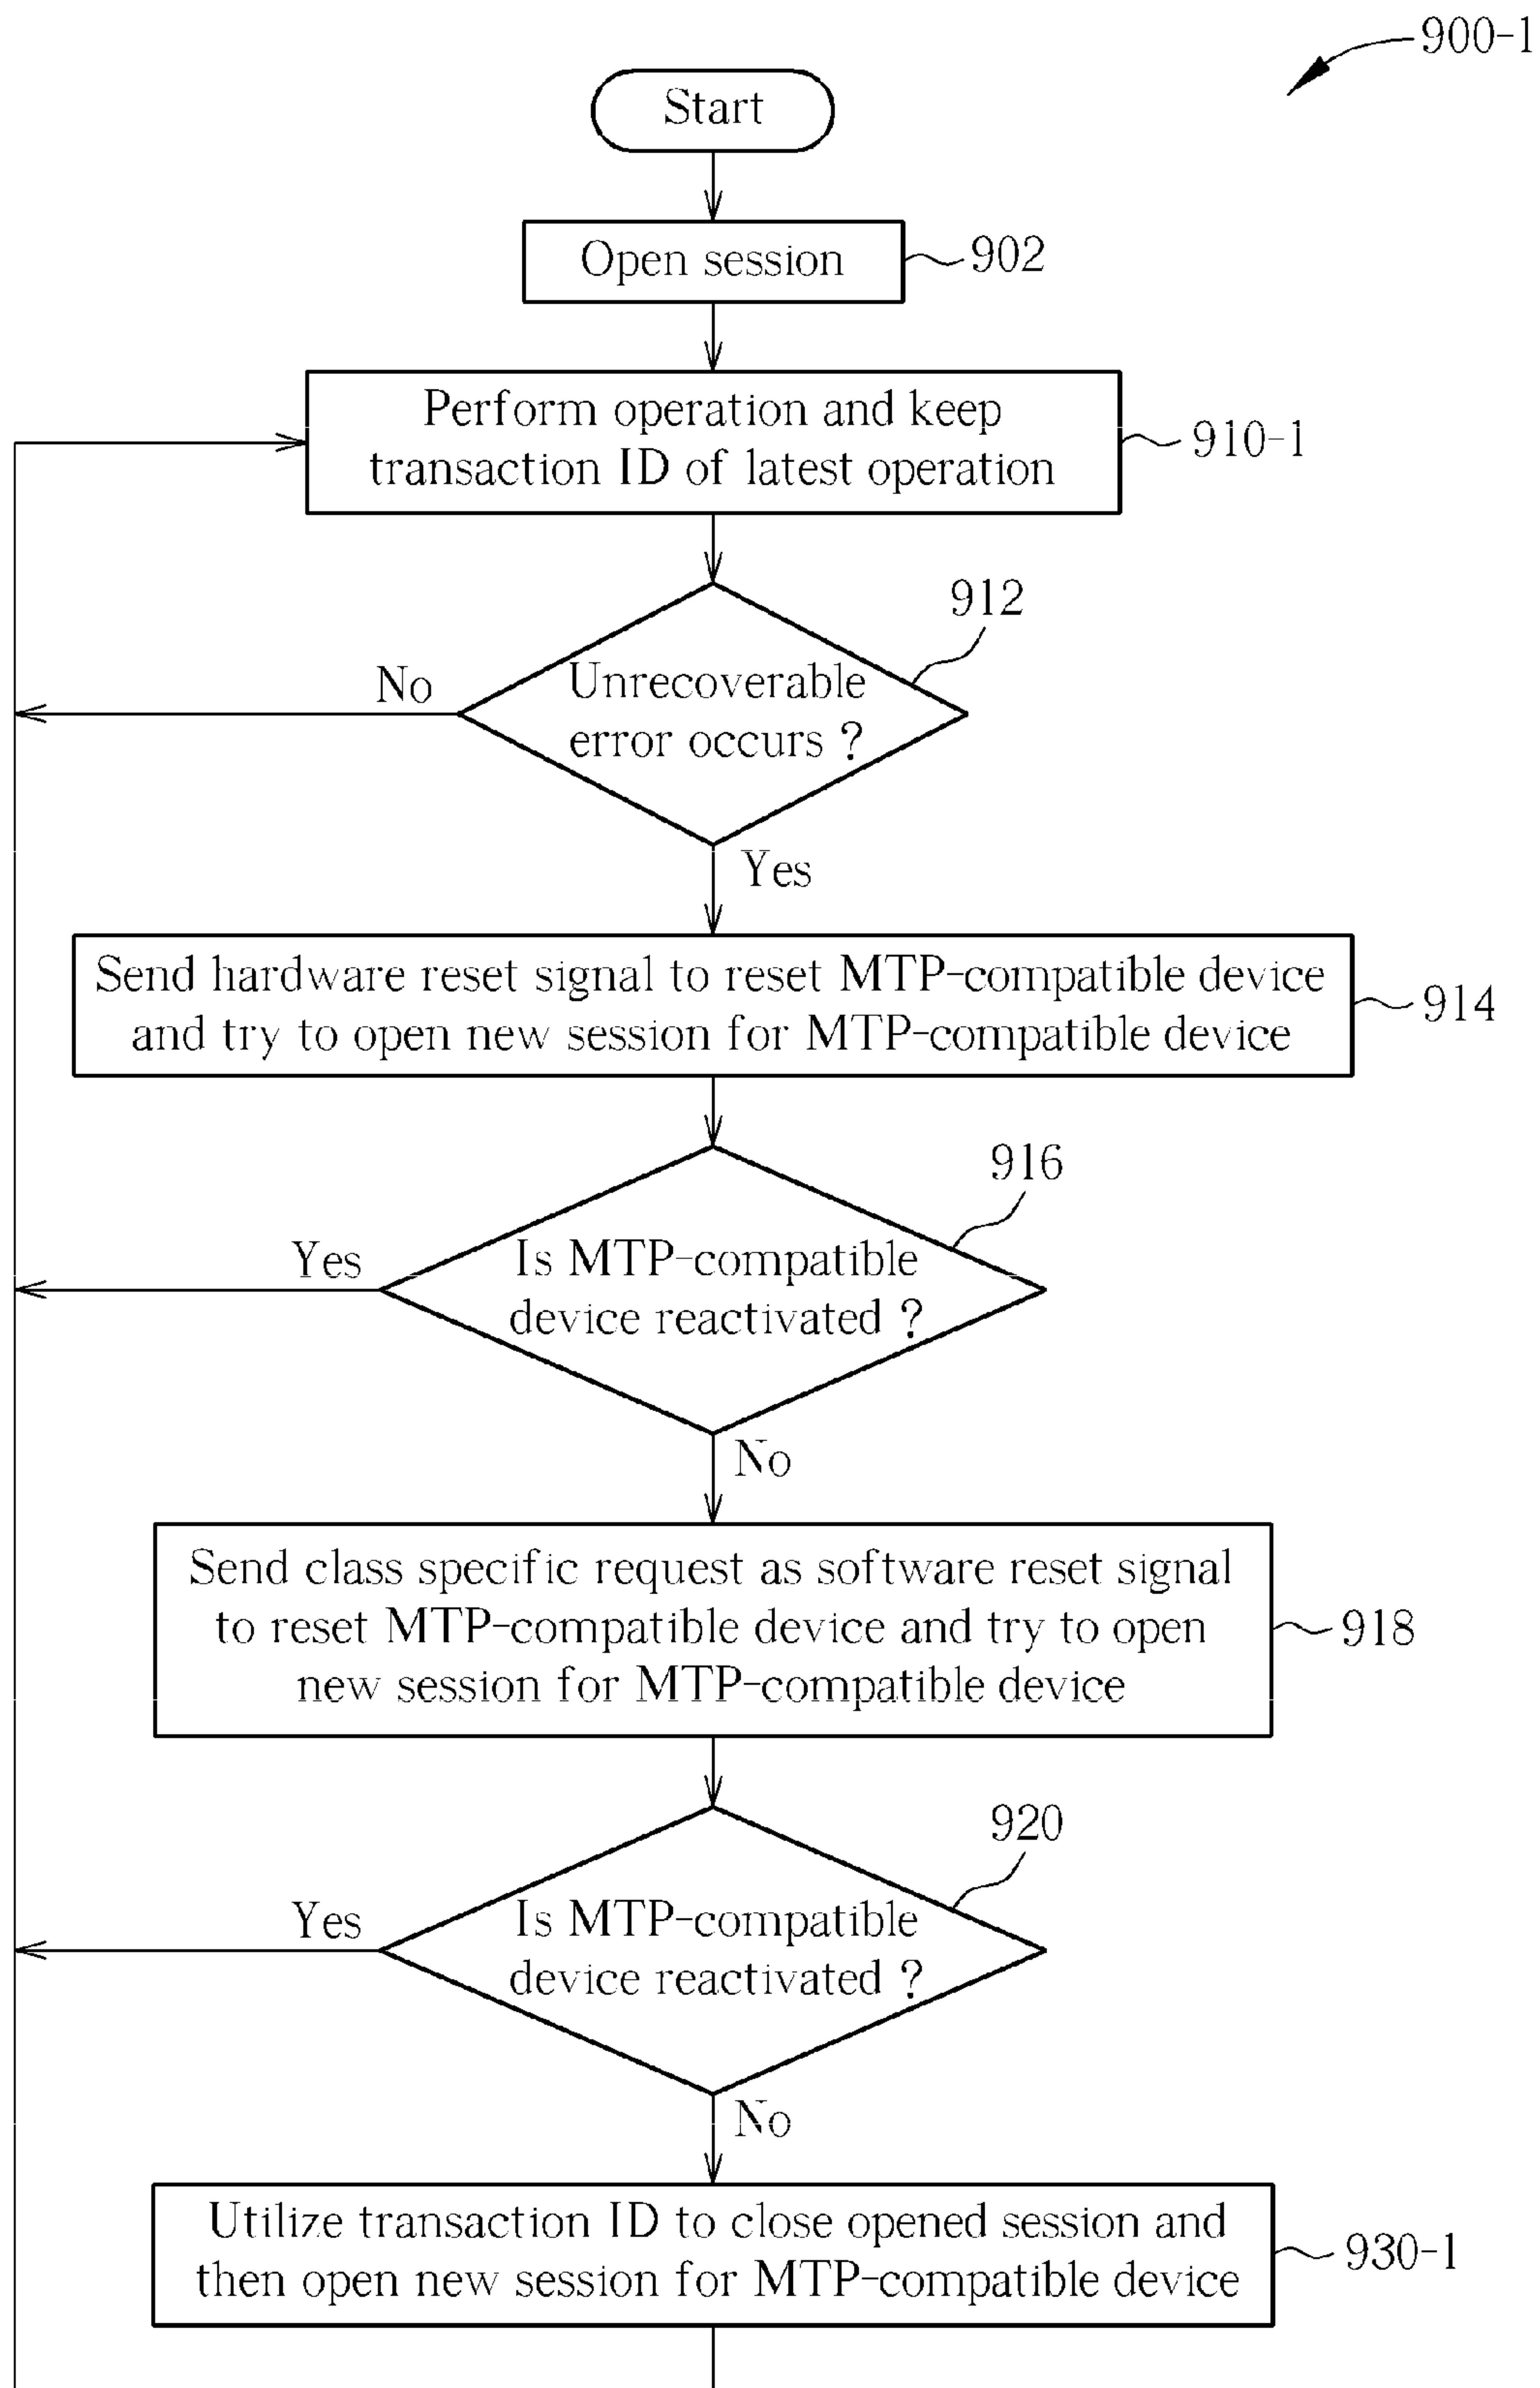 900-1
Start
Open session
902
Perform operation and keep
transaction ID of latest operation
910-1
912
No
Unrecoverable
error occurs ?
Yes
Send hardware reset signal to reset MTP-compatible device
and try to open new session for MTP-compatible device
914
916
Yes
Is MTP-compatible
device reactivated ?
No
Send class specific request as software reset signal
to reset MTP-compatible device and try to open
new session for MTP-compatible device
918
920
Yes
Is MTP-compatible
device reactivated ?
No
Utilize transaction ID to close opened session and
then open new session for MTP-compatible device
930-1